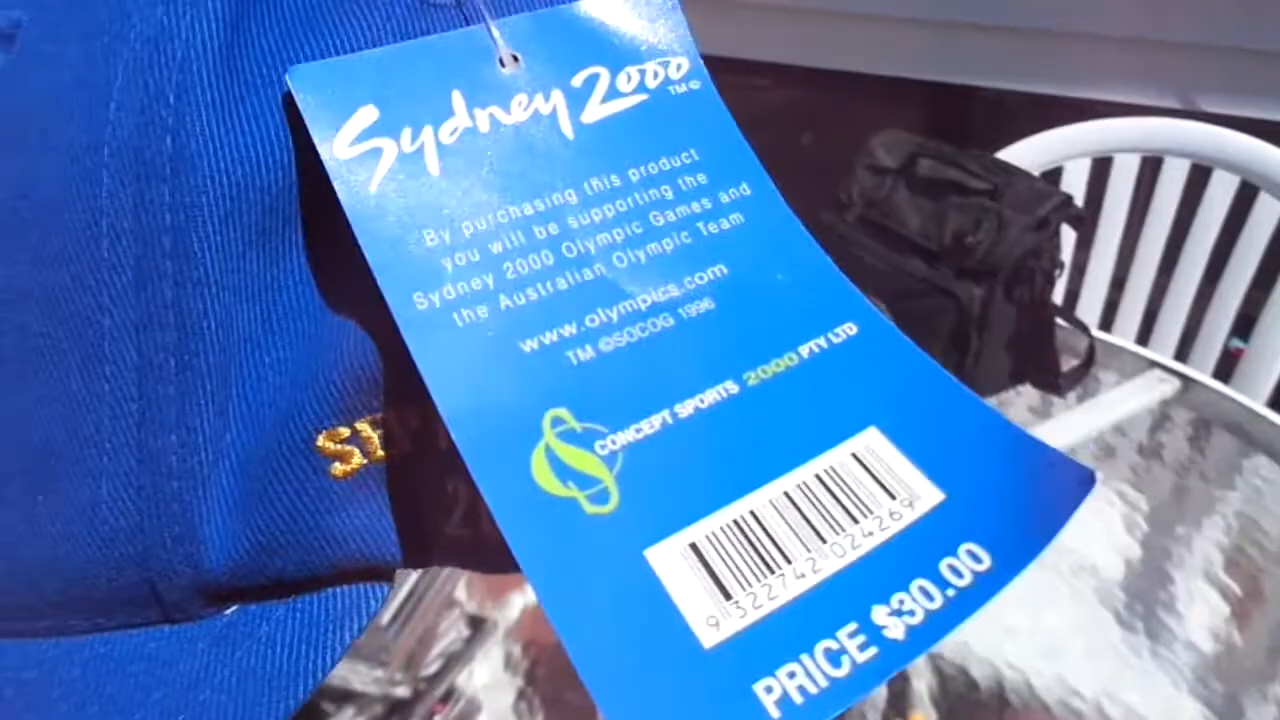 Sydney 2000
TM©
By purchasing this product
you will be supporting the
Sydney 2000 Olympic Games and
the Australian Olympic Team
www.olympics.com
TM ©SOCOG 1996
CONCEPT SPORTS 2000 PTY LTD
9 322742 024269
PRICE $30.00